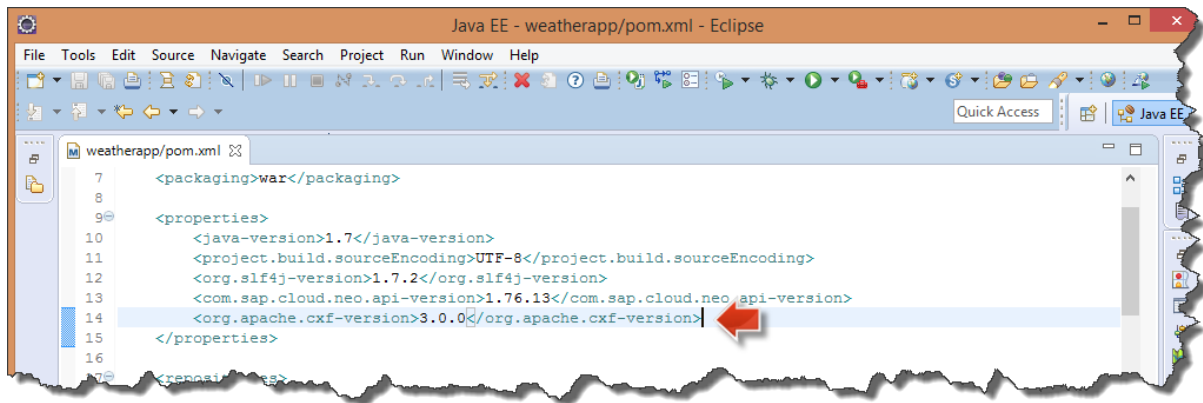 Java EE - weatherapp/pom.xml - Eclipse
File Tools Edit Source Navigate Search Project Run Window Help
Quick Access
Java EE
weatherapp/pom.xml
7 <packaging>war</packaging>
8
9 <properties>
10 <java-version>1.7</java-version>
11 <project.build.sourceEncoding>UTF-8</project.build.sourceEncoding>
12 <org.slf4j-version>1.7.2</org.slf4j-version>
13 <com.sap.cloud.neo.api-version>1.76.13</com.sap.cloud.neo.api-version>
14 <org.apache.cxf-version>3.0.0</org.apache.cxf-version>
15 </properties>
16